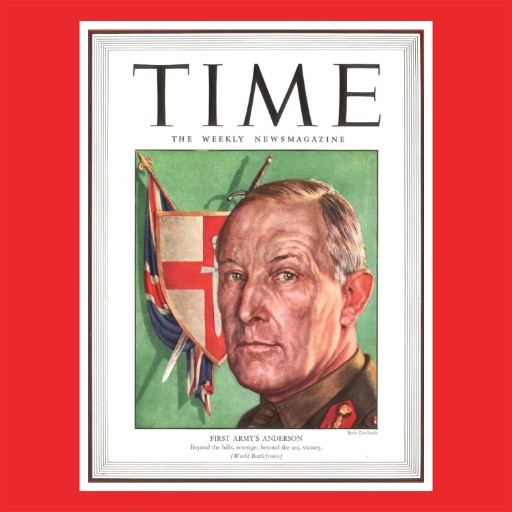 TIME
THE WEEKLY NEWSMAGAZINE
FIRST ARMY'S ANDERSON
Beyond the hills, revenge; beyond the sea, victory.
(World Battlefronts)